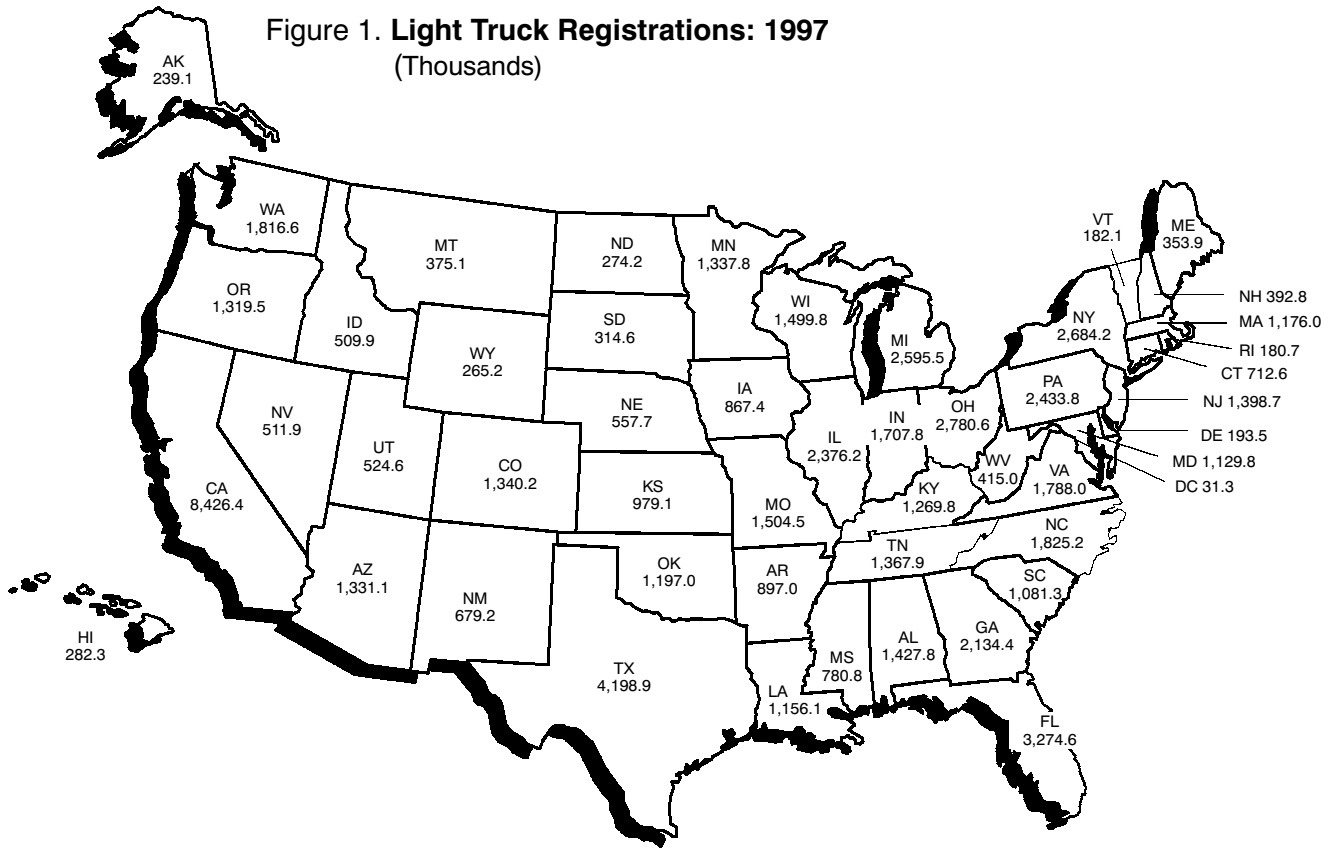 Figure 1. Light Truck Registrations: 1997
(Thousands)
AK
239.1
WA
1,816.6
MT
375.1
ND
274.2
MN
1,337.8
VT
182.1
ME
353.9
OR
1,319.5
ID
509.9
WY
265.2
SD
314.6
WI
1,499.8
MI
2,595.5
NY
2,684.2
NH 392.8
MA 1,176.0
RI 180.7
CT 712.6
NJ 1,398.7
DE 193.5
MD 1,129.8
DC 31.3
NV
511.9
UT
524.6
CO
1,340.2
NE
557.7
IA
867.4
IL
2,376.2
IN
1,707.8
OH
2,780.6
PA
2,433.8
CA
8,426.4
KS
979.1
MO
1,504.5
KY
1,269.8
WV
415.0
VA
1,788.0
AZ
1,331.1
NM
679.2
OK
1,197.0
AR
897.0
TN
1,367.9
NC
1,825.2
SC
1,081.3
HI
282.3
TX
4,198.9
LA
1,156.1
MS
780.8
AL
1,427.8
GA
2,134.4
FL
3,274.6